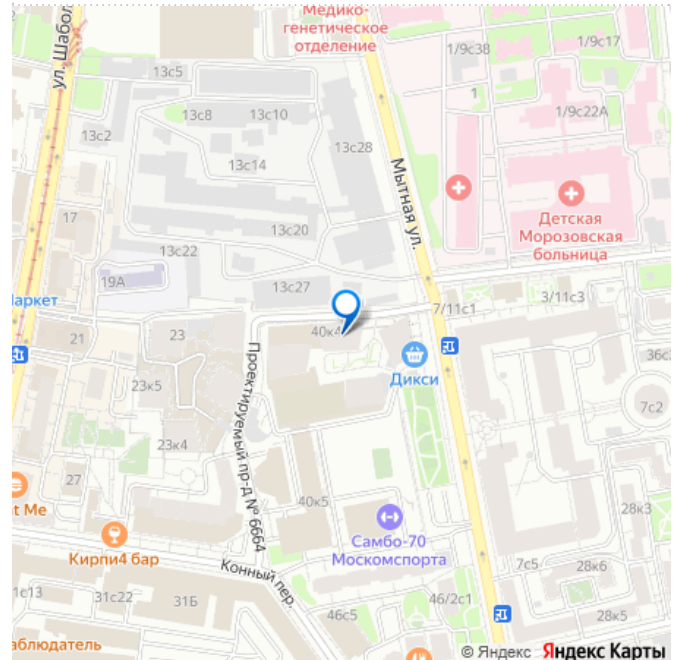 Медико-
генетическое
отделение
ул. Шабол
1/9с38
1/9с17
13с5
1
13с8
13с10
1/9с22А
13с2
13с28
13с14
Мытная ул.
17
13с20
Детская
Морозовская
больница
13с22
19А
13с27
3/11с3
7/11с1
Маркет
23
40к4
21
36с
Дикси
Проектируемый пр-д № 6664
23к5
7с2
23к4
27
40к5
28к3
t Me
Самбо-70
Москомспорта
Кирпи4 бар
7с5
28к6
Конный пер.
1с13
31с22
31Б
46с5
46/2с1
28к5
аблюдатель
© Яндекс Яндекс Карты